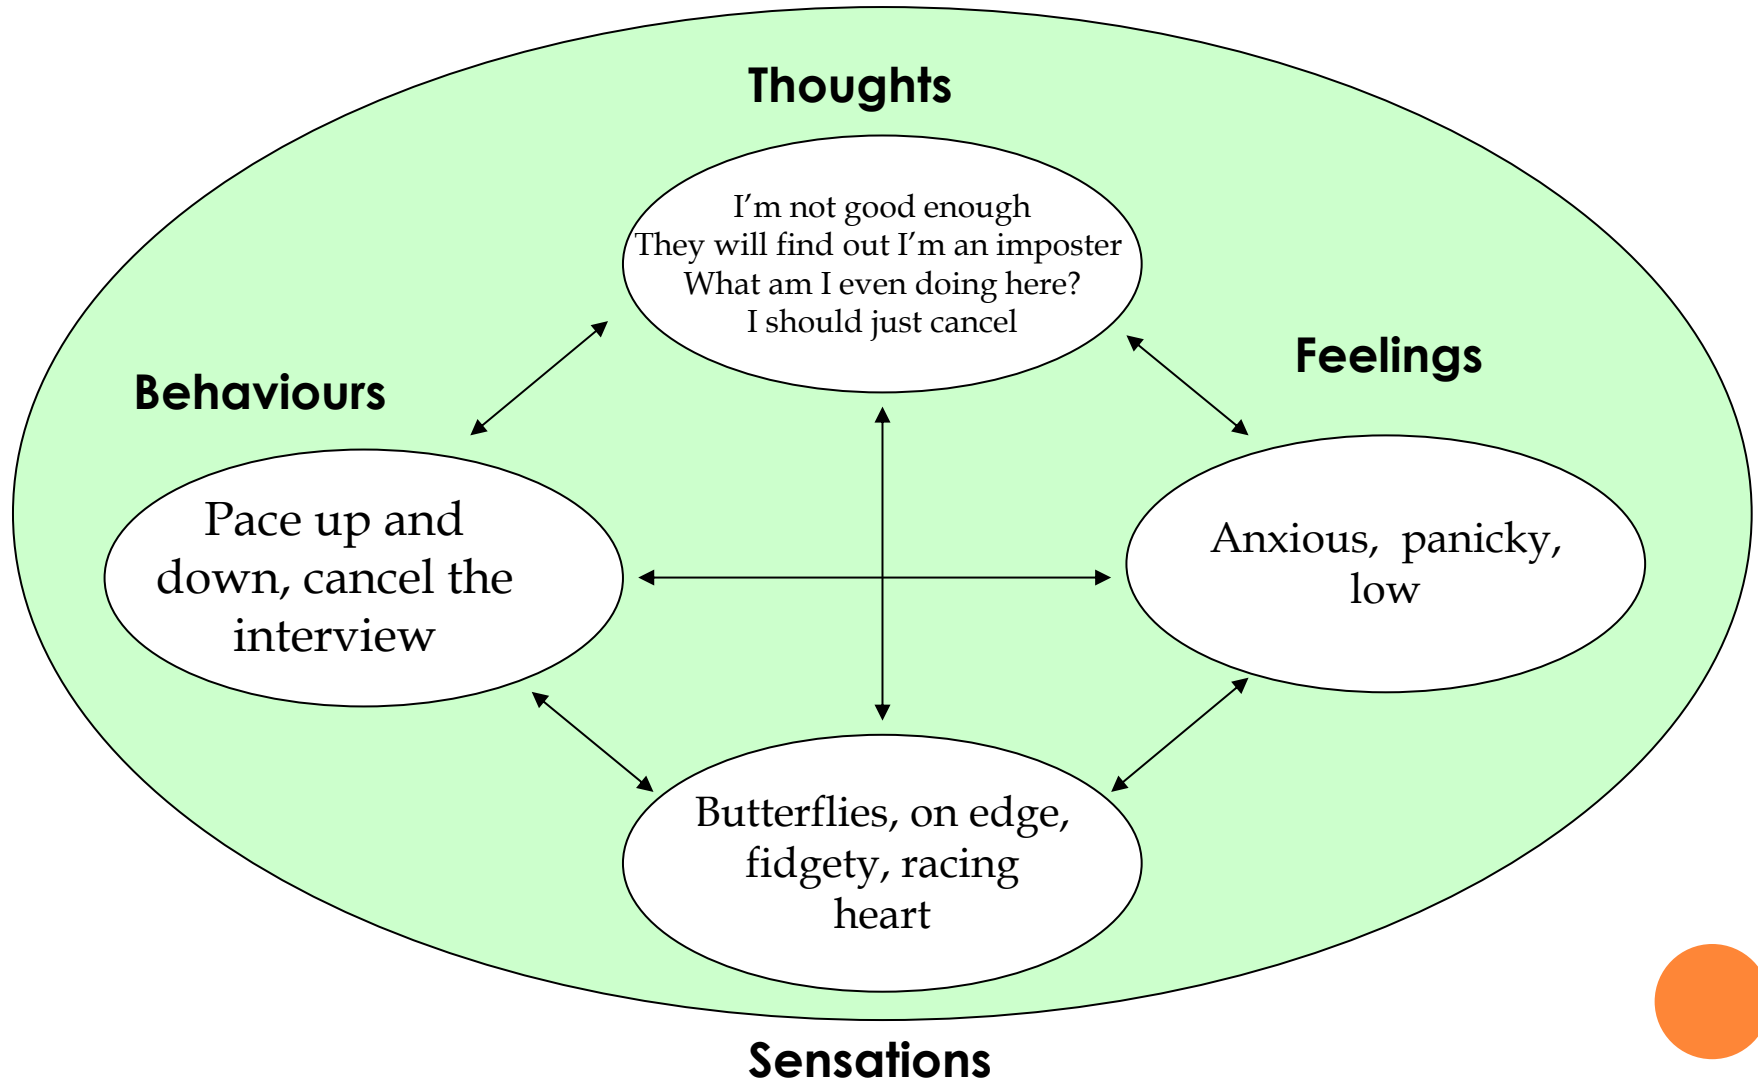 Thoughts
I’m not good enough
They will find out I’m an imposter
What am I even doing here?
I should just cancel
Feelings
Anxious,  panicky,
low
Behaviours
Pace up and
down, cancel the
interview
Butterflies, on edge,
fidgety, racing
heart
Sensations